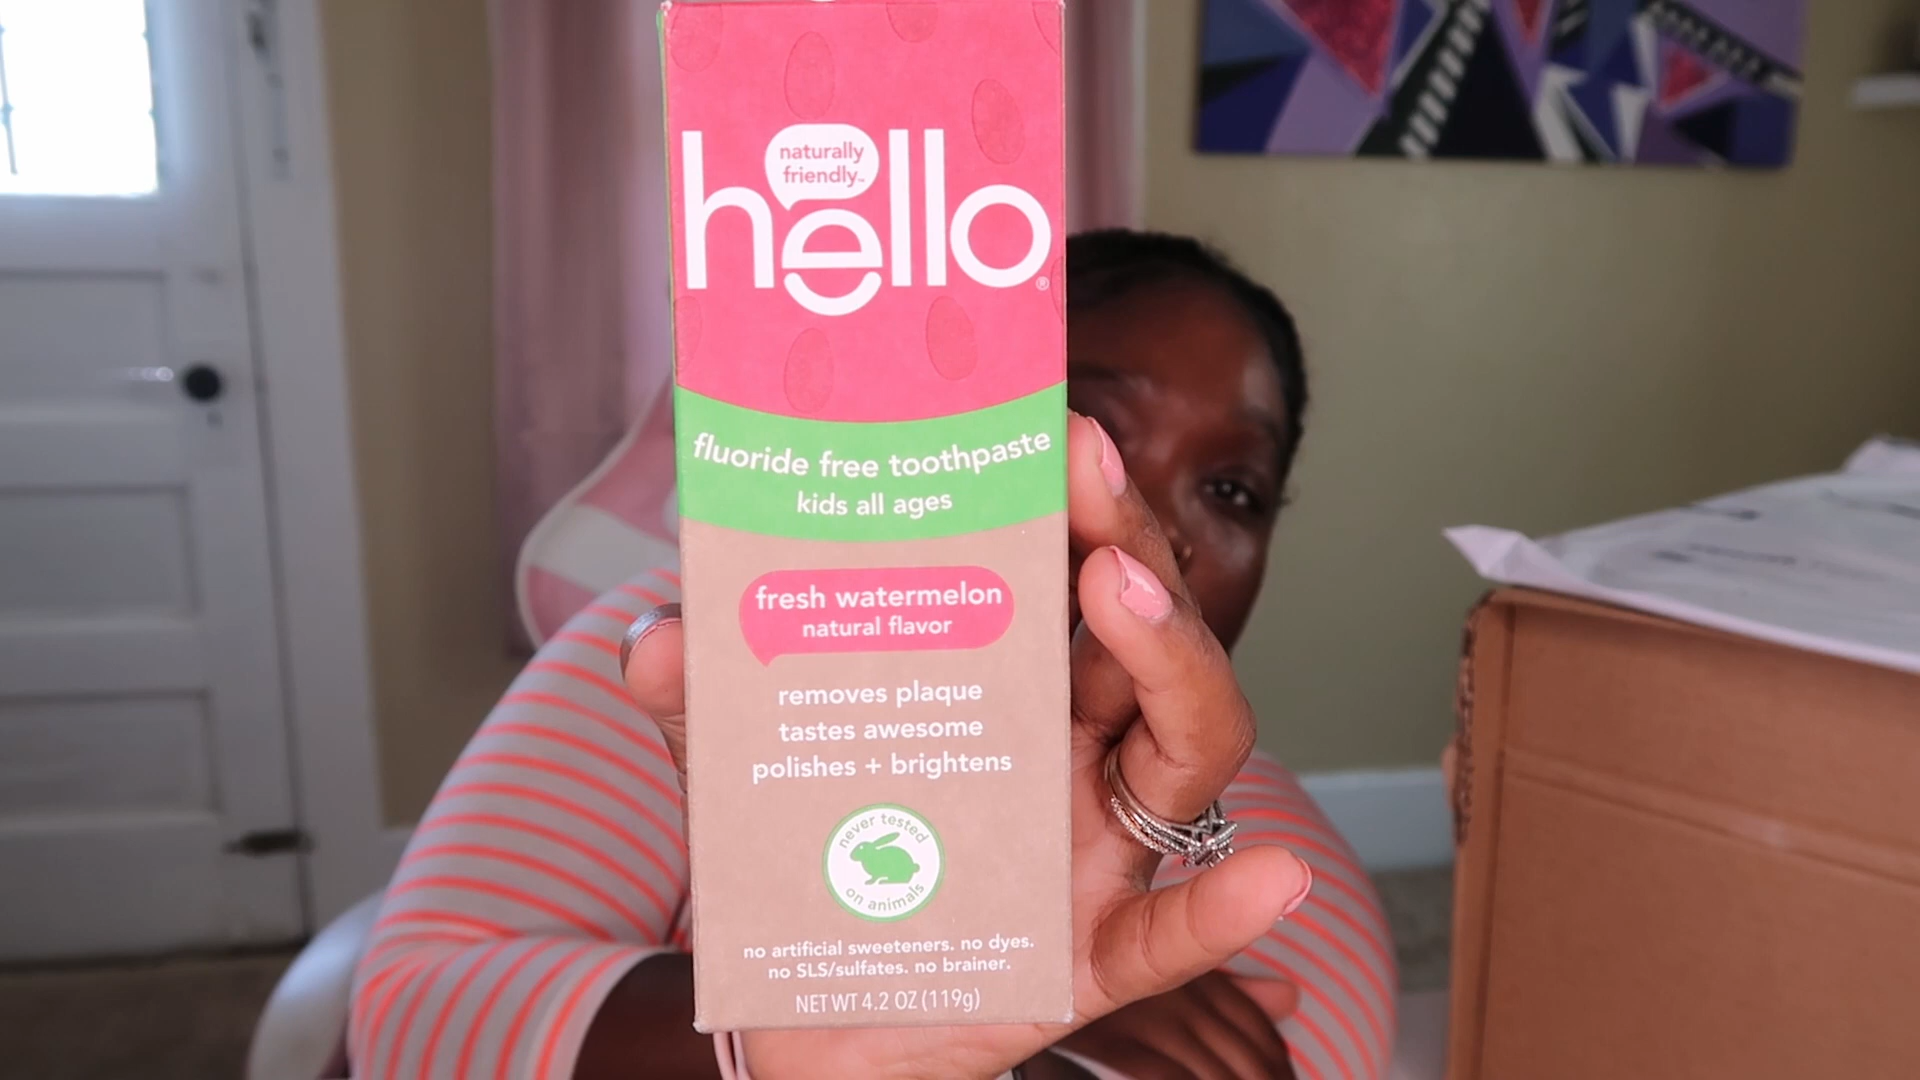 naturally
friendly™
hello®
fluoride free toothpaste
kids all ages
fresh watermelon
natural flavor
removes plaque
tastes awesome
polishes + brightens
never tested
on animals
no artificial sweeteners. no dyes.
no SLS/sulfates. no brainer.
NET WT 4.2 OZ (119g)